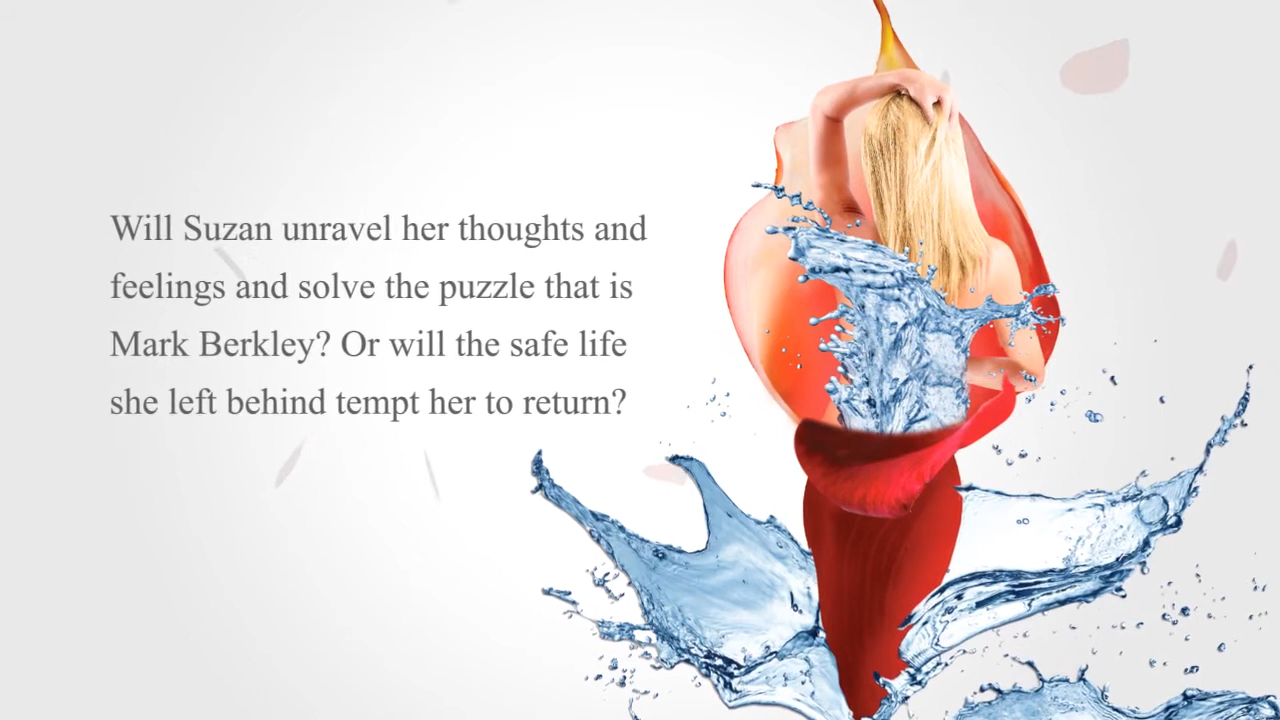 Will Suzan unravel her thoughts and
feelings and solve the puzzle that is
Mark Berkley? Or will the safe life
she left behind tempt her to return?